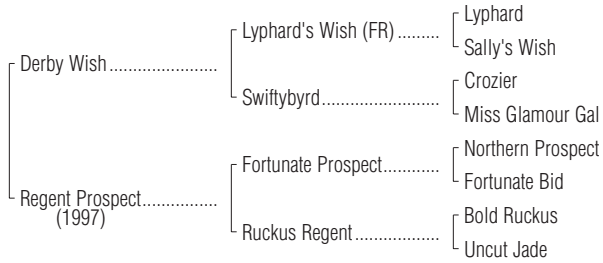 Lyphard
Lyphard's Wish (FR) .........
Sally's Wish
Derby Wish......................
Crozier
Swiftybyrd........................
Miss Glamour Gal
Northern Prospect
Fortunate Prospect...........
Fortunate Bid
Regent Prospect...............
(1997)
Bold Ruckus
Ruckus Regent.................
Uncut Jade